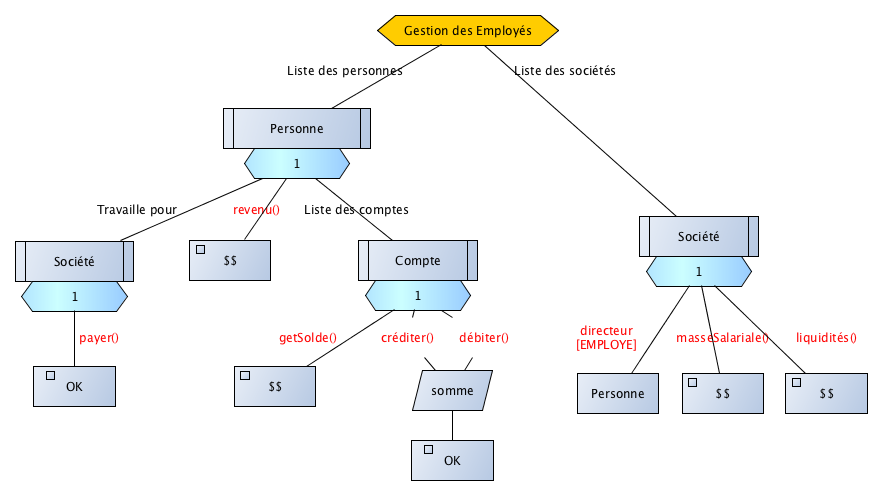 Gestion des Employés
Liste des personnes
Liste des sociétés
Personne
1
Travaille pour
revenu()
Liste des comptes
Société
$$
Compte
Société
1
1
1
payer()
getSolde()
créditer()
débiter()
directeur
[EMPLOYE]
masseSalariale()
liquidités()
OK
$$
somme
Personne
$$
$$
OK